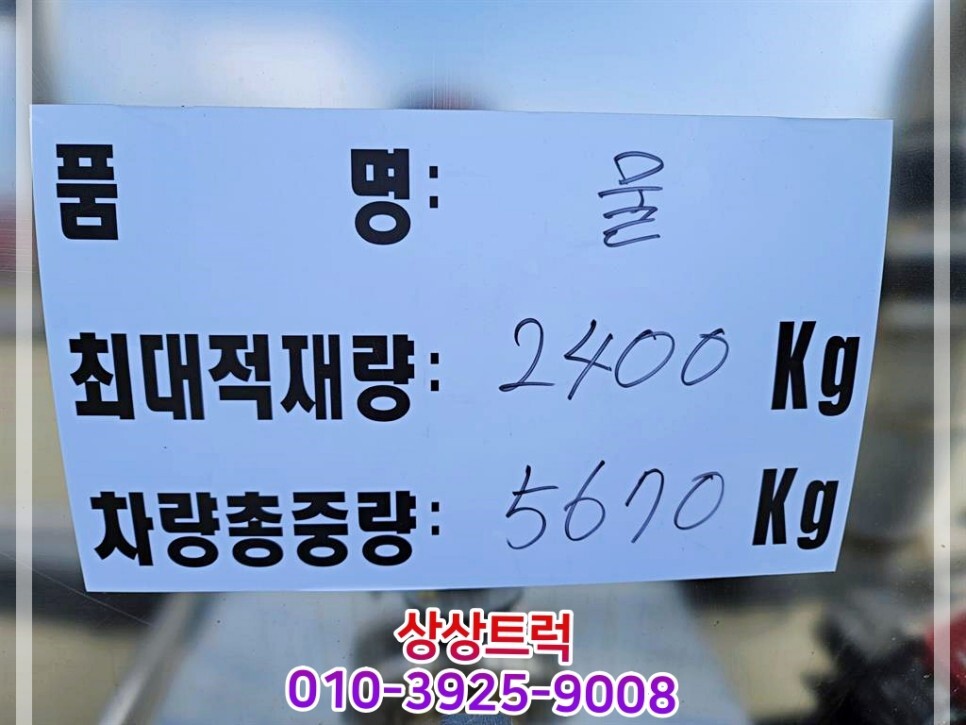 품 명: 물
최대적재량: 2400 Kg
차량총중량: 5670 Kg
상상트럭
010-3925-9008